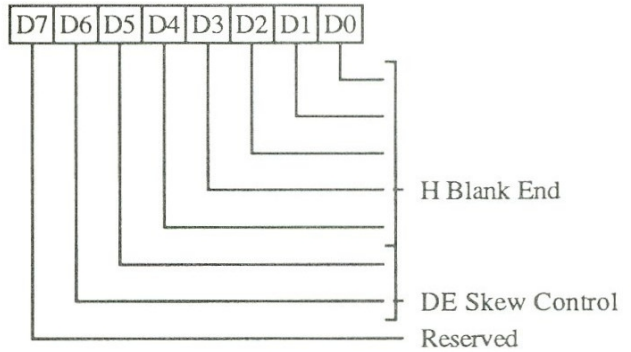 D7 D6 D5 D4 D3 D2 D1 D0
H Blank End
DE Skew Control
Reserved